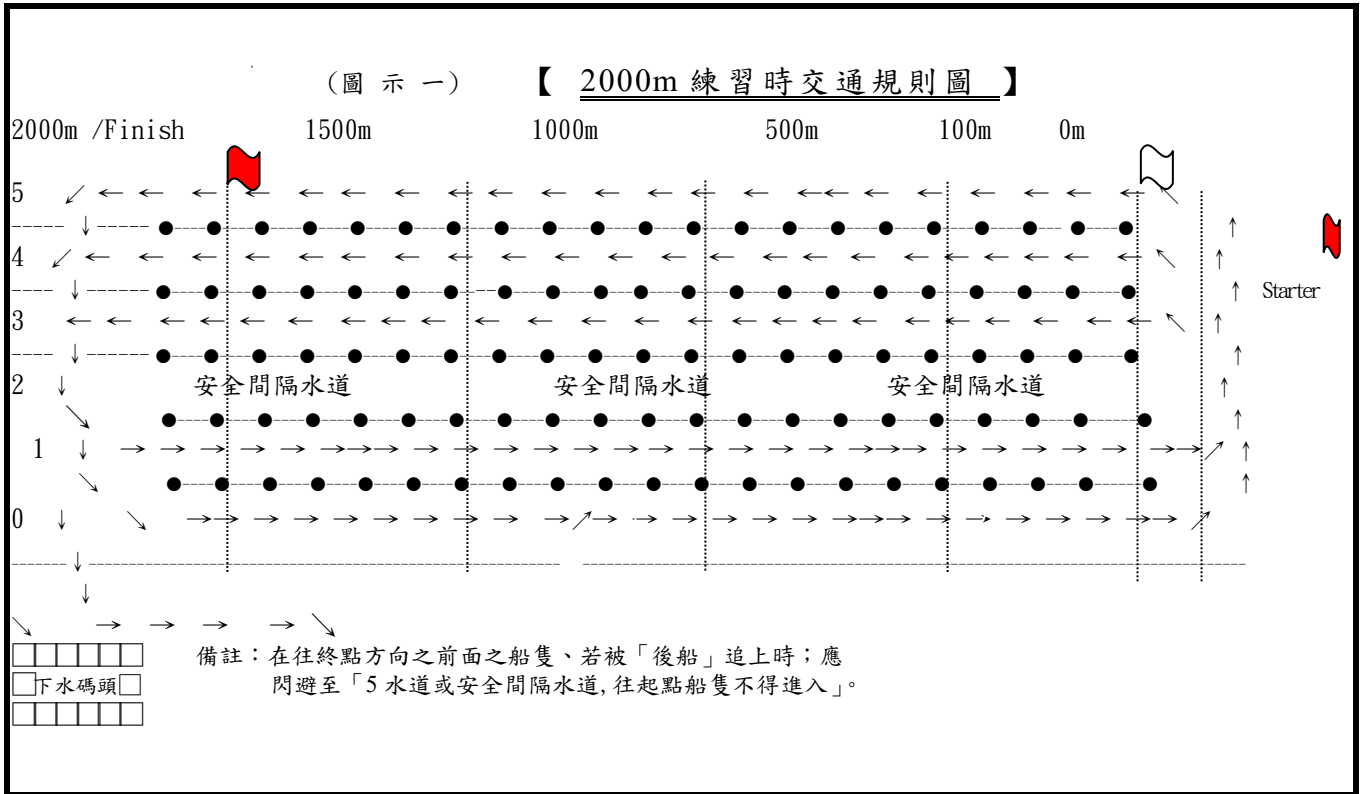 (圖 示 一) 【 2000m 練習時交通規則圖 】
2000m /Finish 1500m 1000m 500m 100m 0m
5
4
Starter
3
2 安全間隔水道 安全間隔水道 安全間隔水道
1
0
備註：在往終點方向之前面之船隻、若被「後船」追上時；應
下水碼頭 閃避至「5 水道或安全間隔水道, 往起點船隻不得進入」。